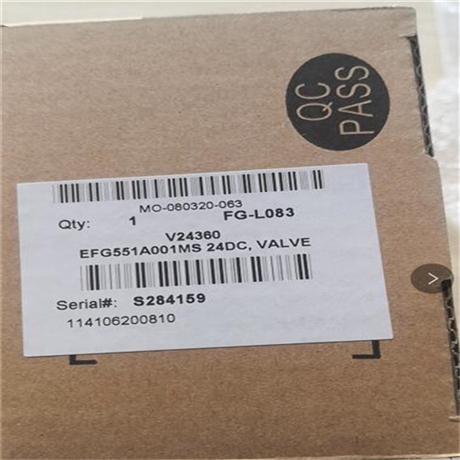 QC
PASS
MO-080320-063
Qty: 1 FG-L083
V24360
EFG551A001MS 24DC, VALVE
Serial#: S284159
114106200810